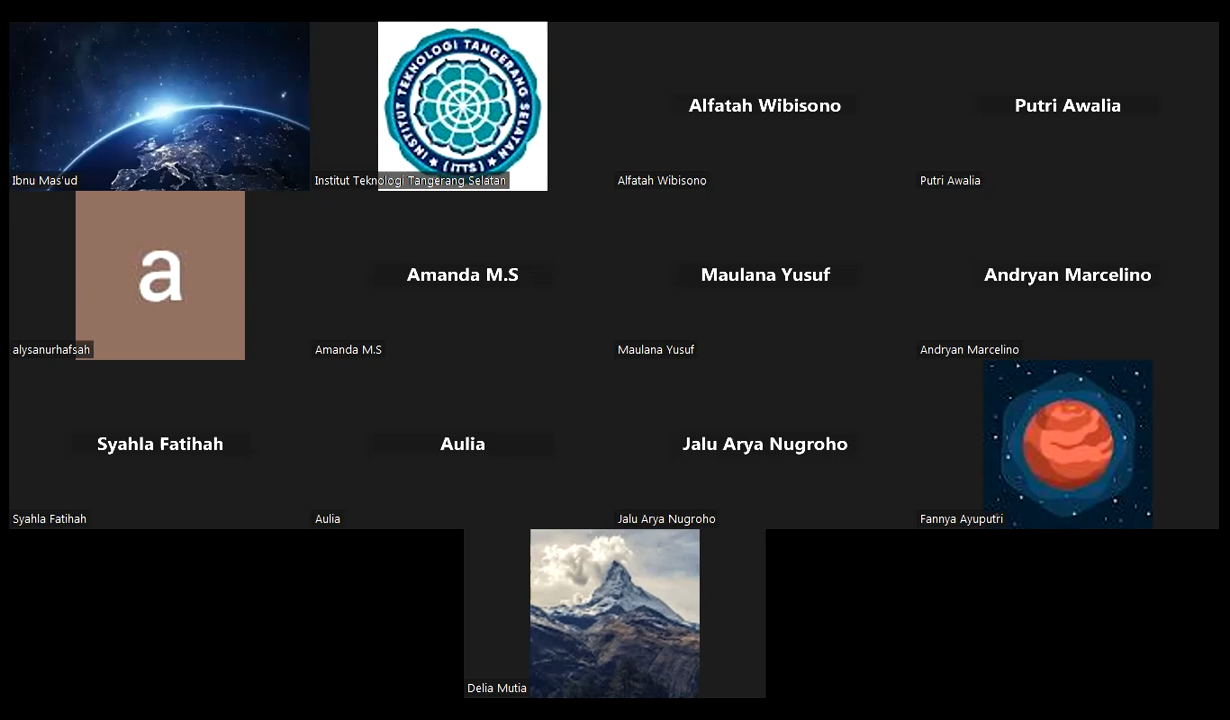 INSTITUT TEKNOLOGI TANGERANG SELATAN
(ITTS)
Alfatah Wibisono
Putri Awalia
Ibnu Mas'ud
Institut Teknologi Tangerang Selatan
Alfatah Wibisono
Putri Awalia
a
Amanda M.S
Maulana Yusuf
Andryan Marcelino
alysanurhafsah
Amanda M.S
Maulana Yusuf
Andryan Marcelino
Syahla Fatihah
Aulia
Jalu Arya Nugroho
Syahla Fatihah
Aulia
Jalu Arya Nugroho
Fannya Ayuputri
Delia Mutia